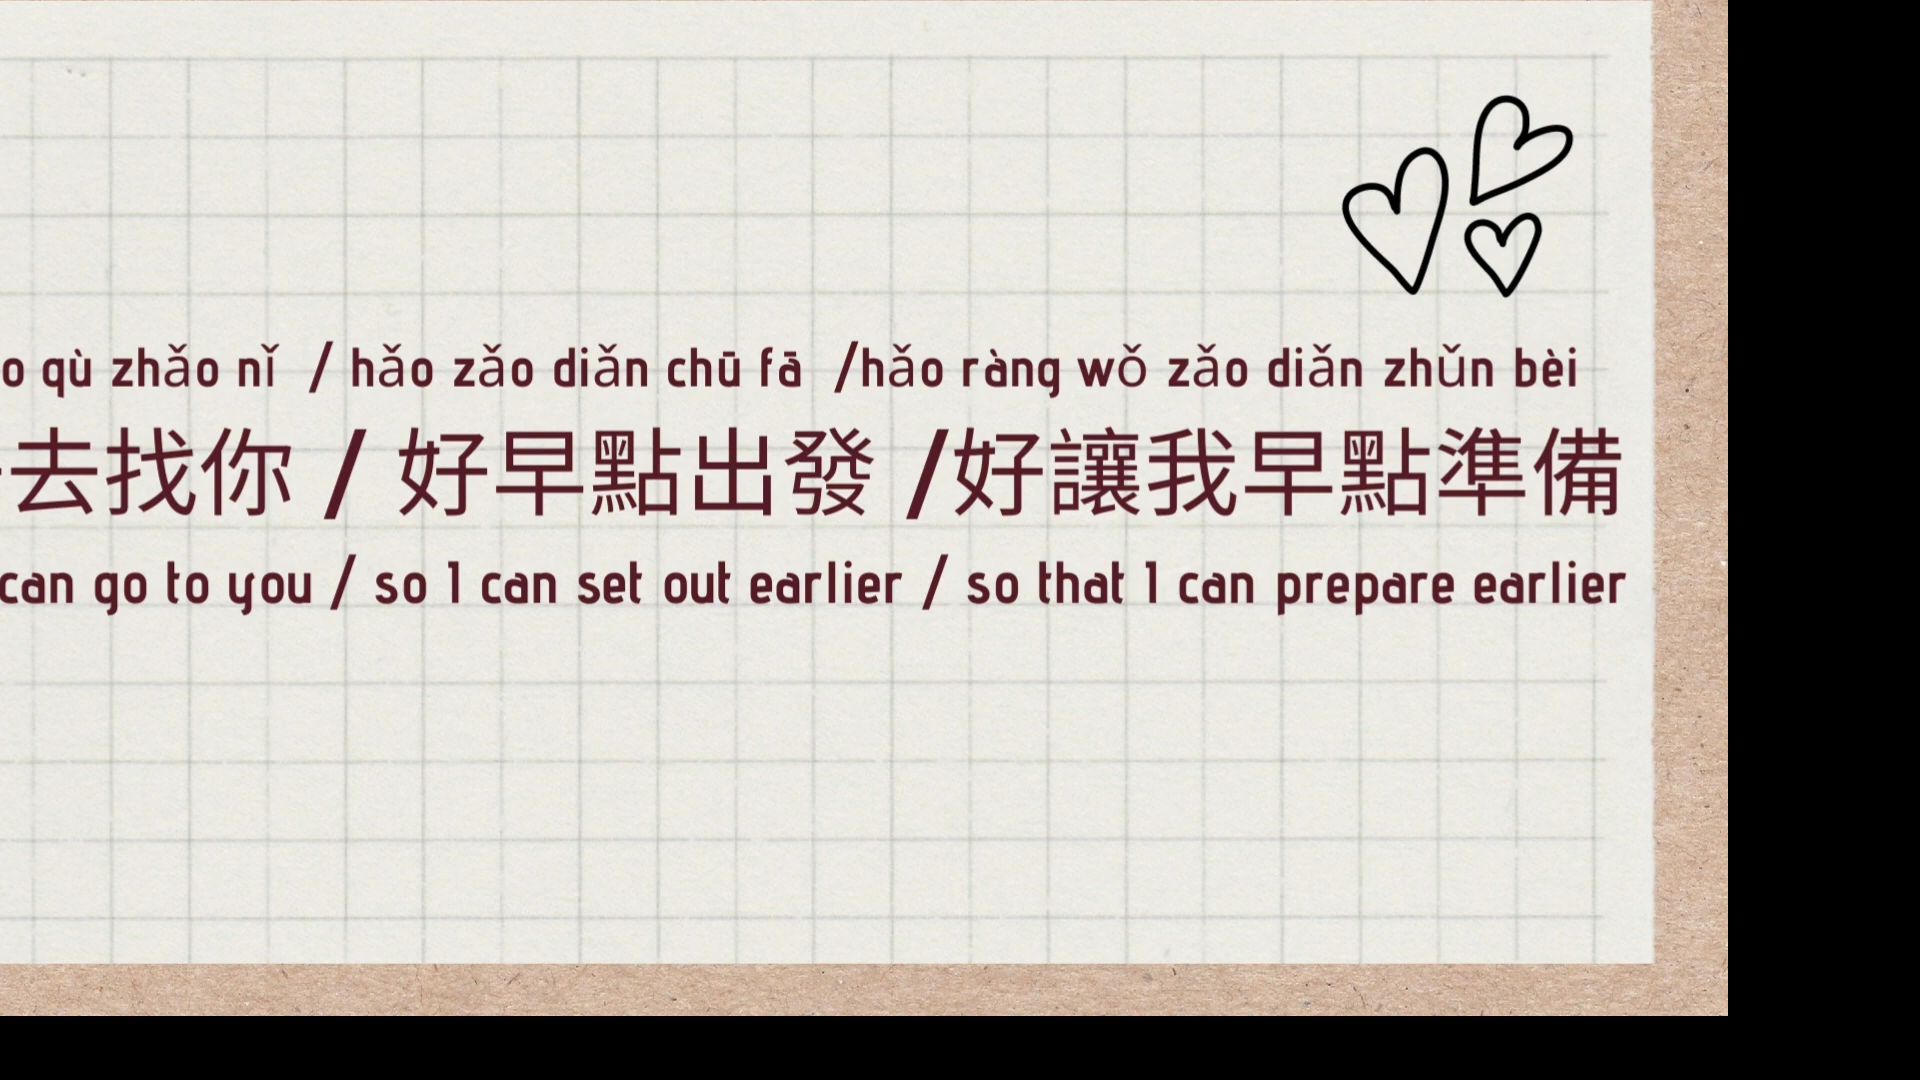 o qù zhǎo nǐ / hǎo zǎo diǎn chū fā /hǎo ràng wǒ zǎo diǎn zhǔn bèi
去找你 / 好早點出發 /好讓我早點準備
can go to you / so I can set out earlier / so that I can prepare earlier